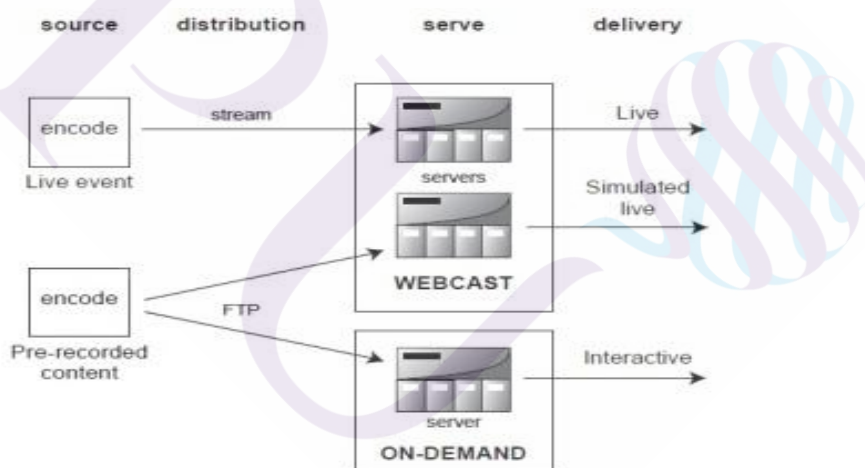 source distribution serve delivery
encode
Live event
stream
servers
Live
Simulated
live
WEBCAST
encode
Pre-recorded
content
FTP
server
ON-DEMAND
Interactive